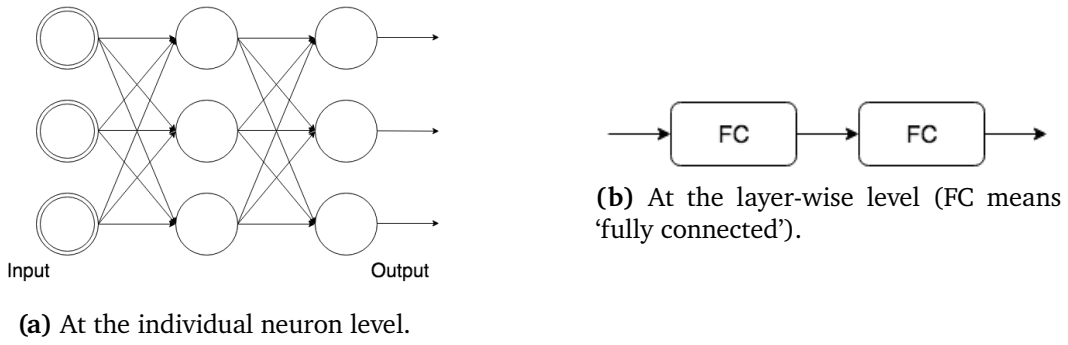 Input
Output
(a) At the individual neuron level.
FC
FC
(b) At the layer-wise level (FC means
‘fully connected’).